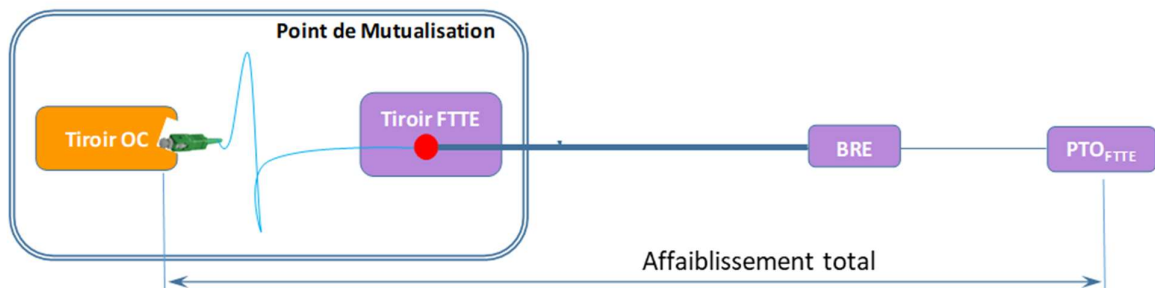 Point de Mutualisation
Tiroir OC
Tiroir FTTE
BRE
PTOFTTE
Affaiblissement total